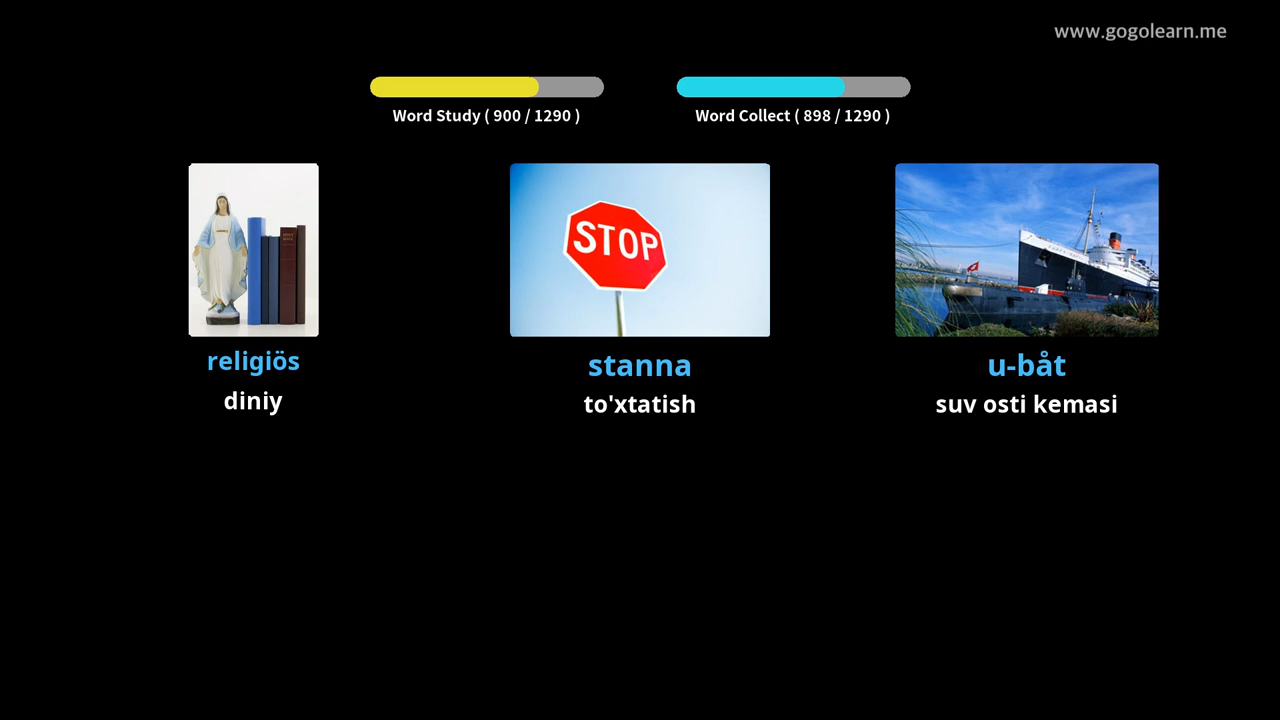 www.gogolearn.me
Word Study ( 900 / 1290 )
Word Collect ( 898 / 1290 )
STOP
religiös
stanna
u-båt
diniy
to'xtatish
suv osti kemasi